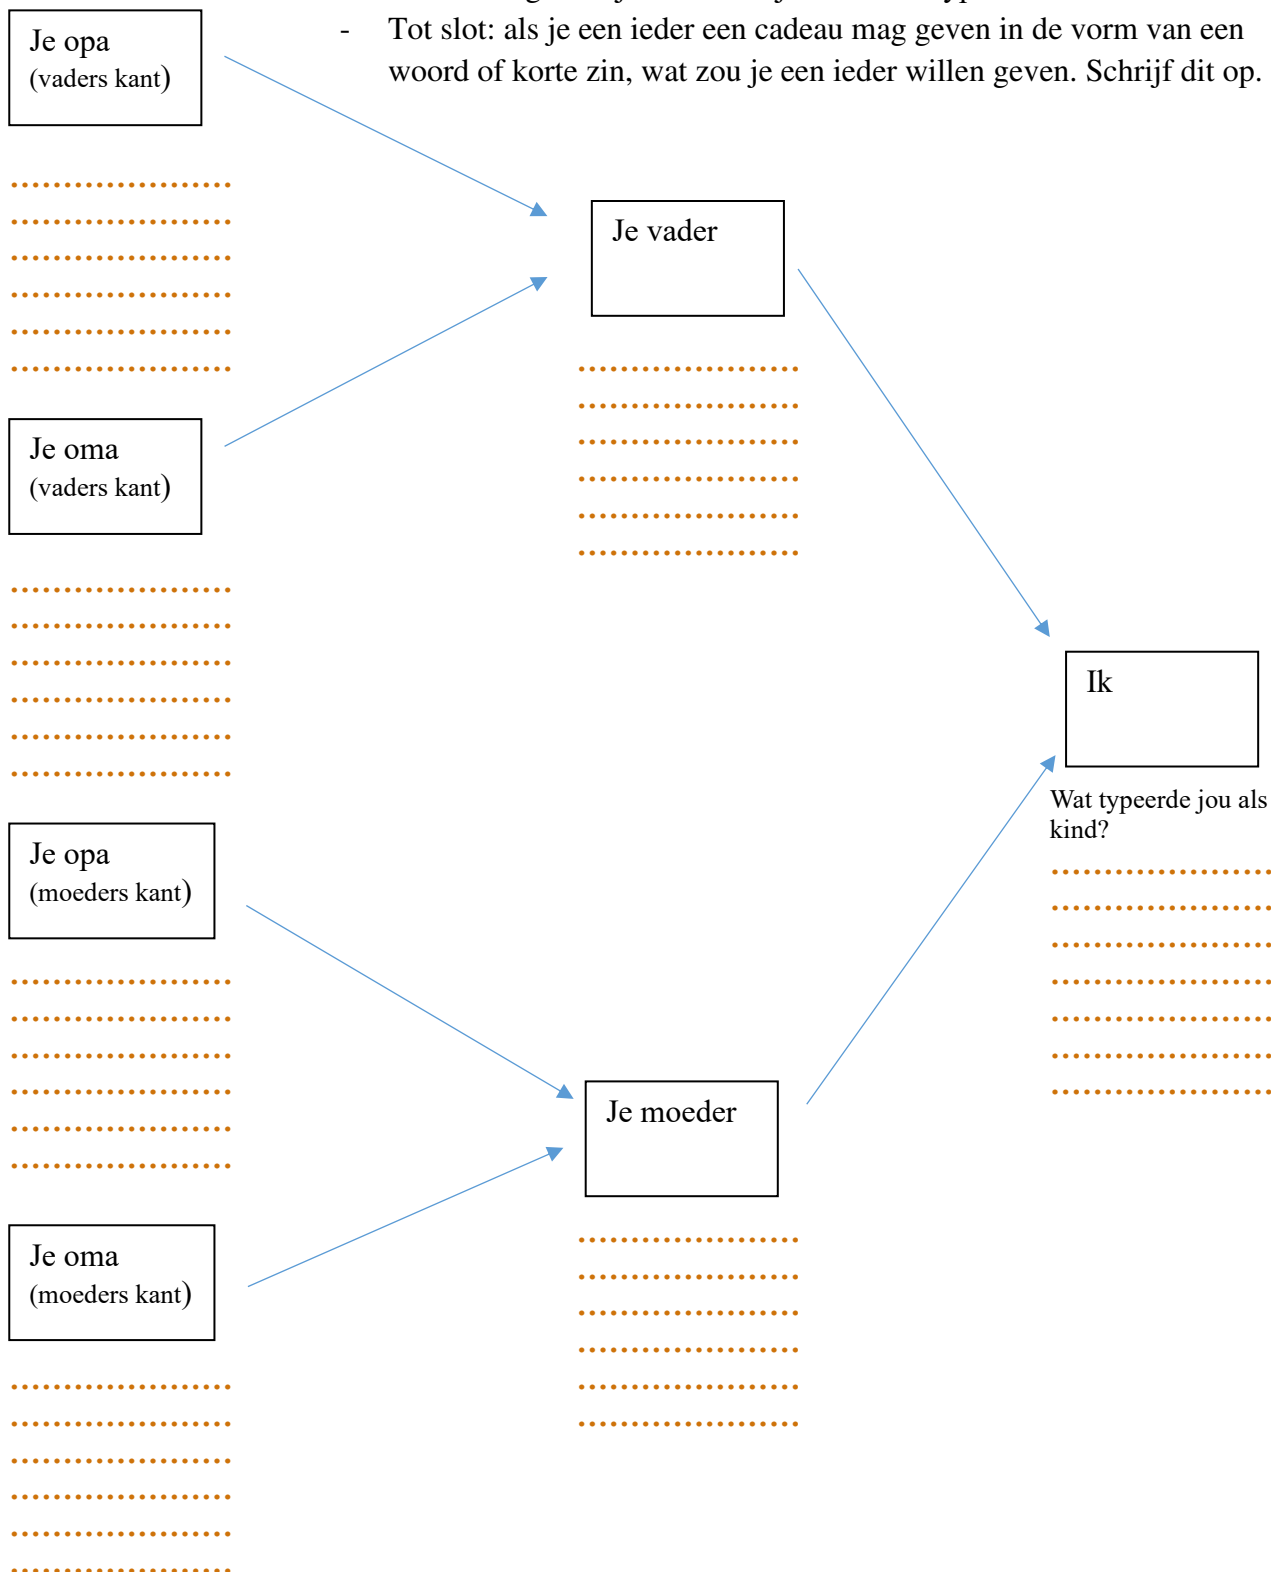 - Tot slot: als je een ieder een cadeau mag geven in de vorm van een
woord of korte zin, wat zou je een ieder willen geven. Schrijf dit op.
Je opa
(vaders kant)
Je vader
Je oma
(vaders kant)
Ik
Wat typeerde jou als
kind?
Je opa
(moeders kant)
Je moeder
Je oma
(moeders kant)